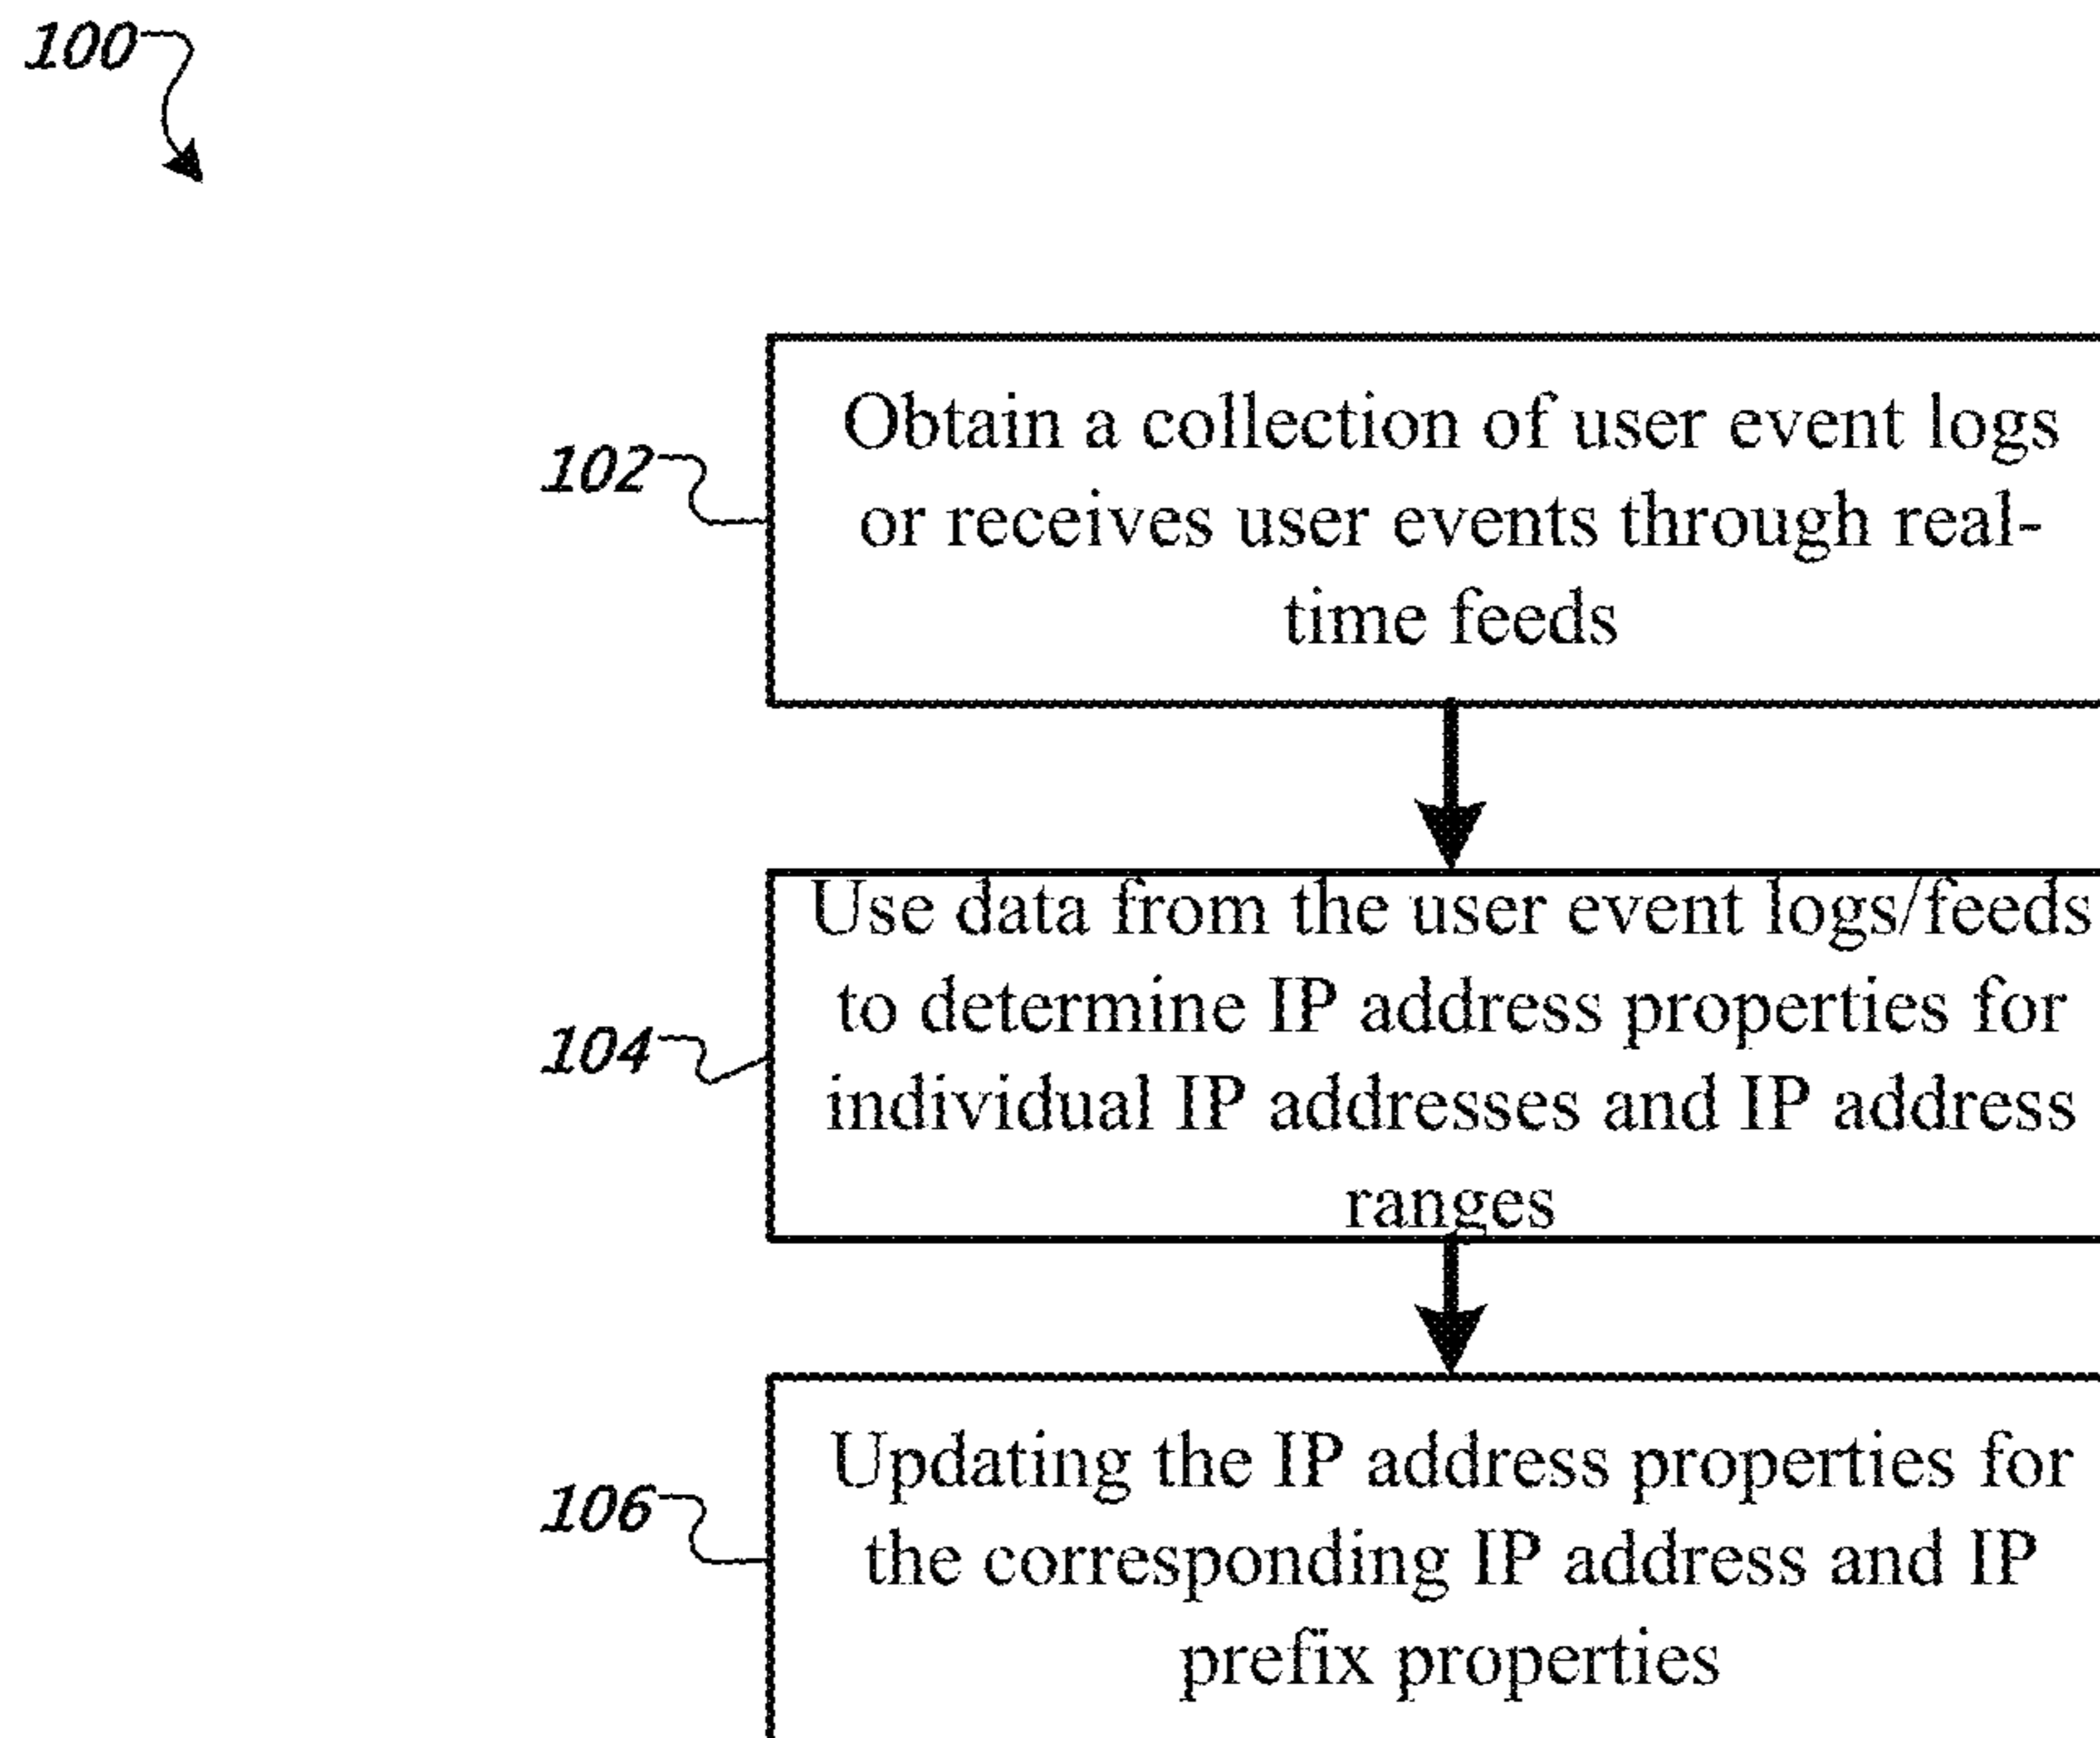 100
102
Obtain a collection of user event logs
or receives user events through real-
time feeds
104
Use data from the user event logs/feeds
to determine IP address properties for
individual IP addresses and IP address
ranges
106
Updating the IP address properties for
the corresponding IP address and IP
prefix properties